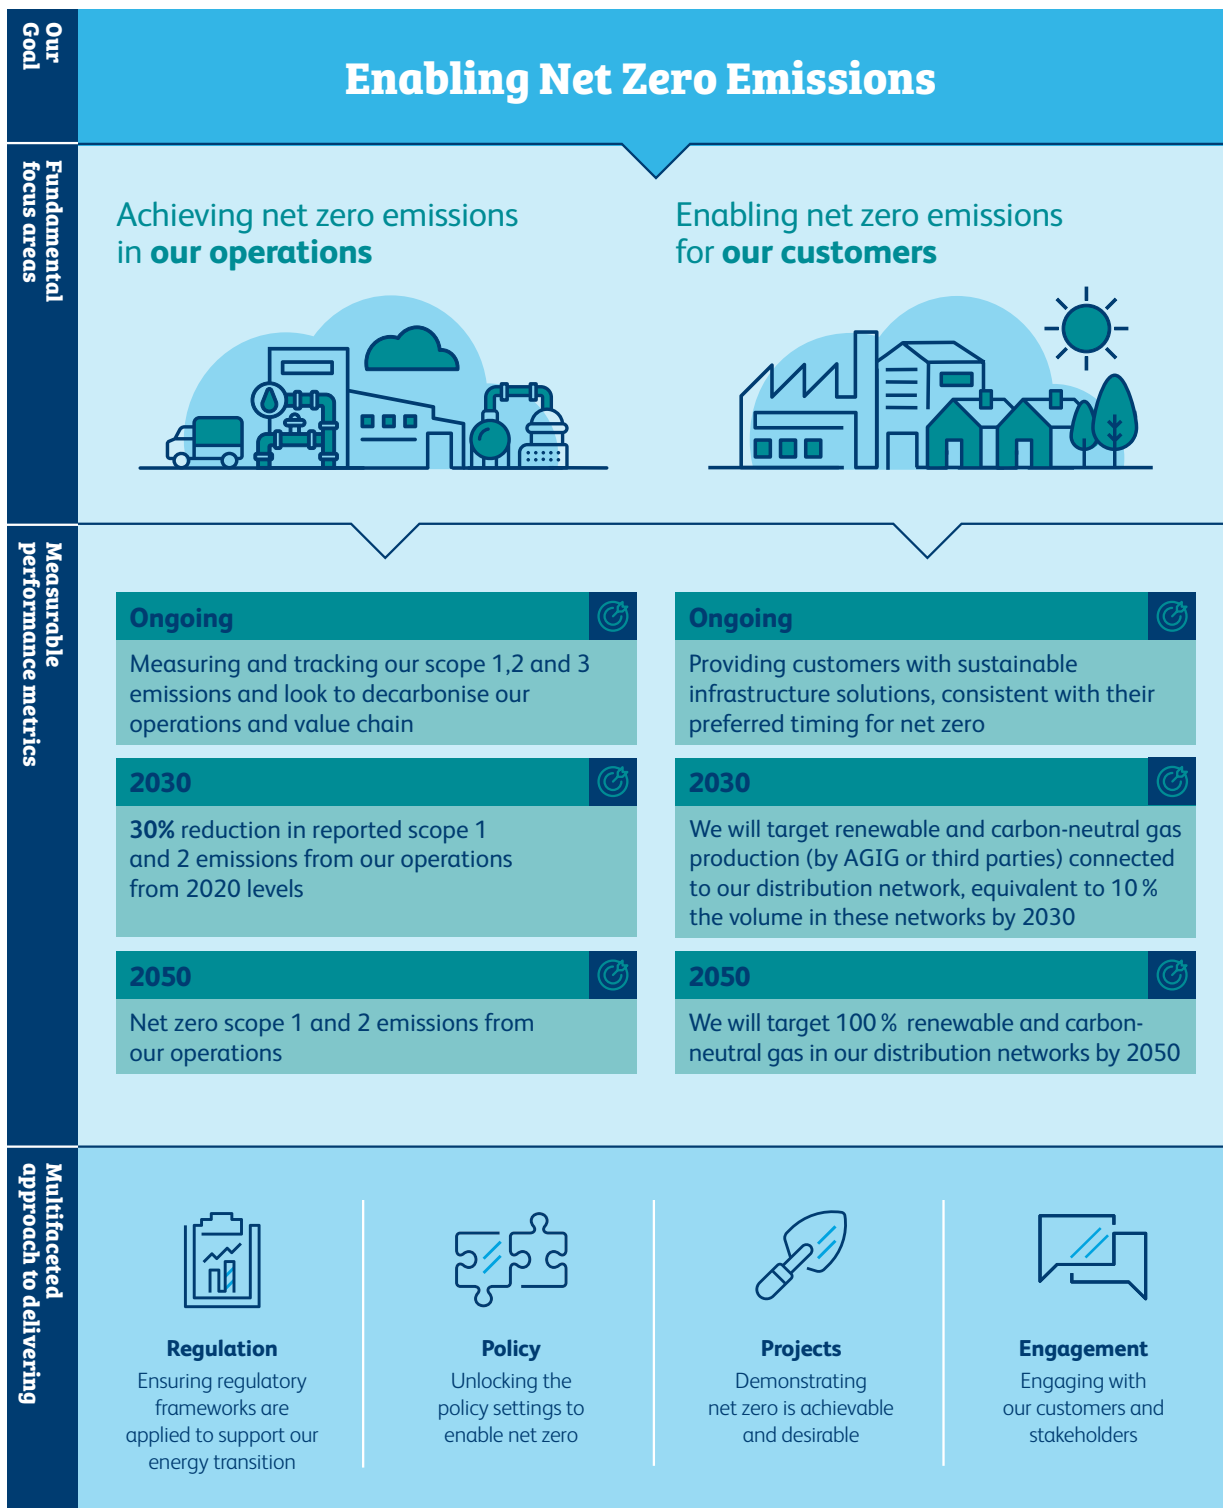 Our
Goal
Enabling Net Zero Emissions
Fundamental
focus areas
Achieving net zero emissions
in our operations
Enabling net zero emissions
for our customers
Measurable
performance metrics
Ongoing
Measuring and tracking our scope 1,2 and 3
emissions and look to decarbonise our
operations and value chain
2030
30% reduction in reported scope 1
and 2 emissions from our operations
from 2020 levels
2050
Net zero scope 1 and 2 emissions from
our operations
Ongoing
Providing customers with sustainable
infrastructure solutions, consistent with their
preferred timing for net zero
2030
We will target renewable and carbon-neutral gas
production (by AGIG or third parties) connected
to our distribution network, equivalent to 10%
the volume in these networks by 2030
2050
We will target 100% renewable and carbon-
neutral gas in our distribution networks by 2050
Multifaceted
approach to delivering
Regulation
Ensuring regulatory
frameworks are
applied to support our
energy transition
Policy
Unlocking the
policy settings to
enable net zero
Projects
Demonstrating
net zero is achievable
and desirable
Engagement
Engaging with
our customers and
stakeholders